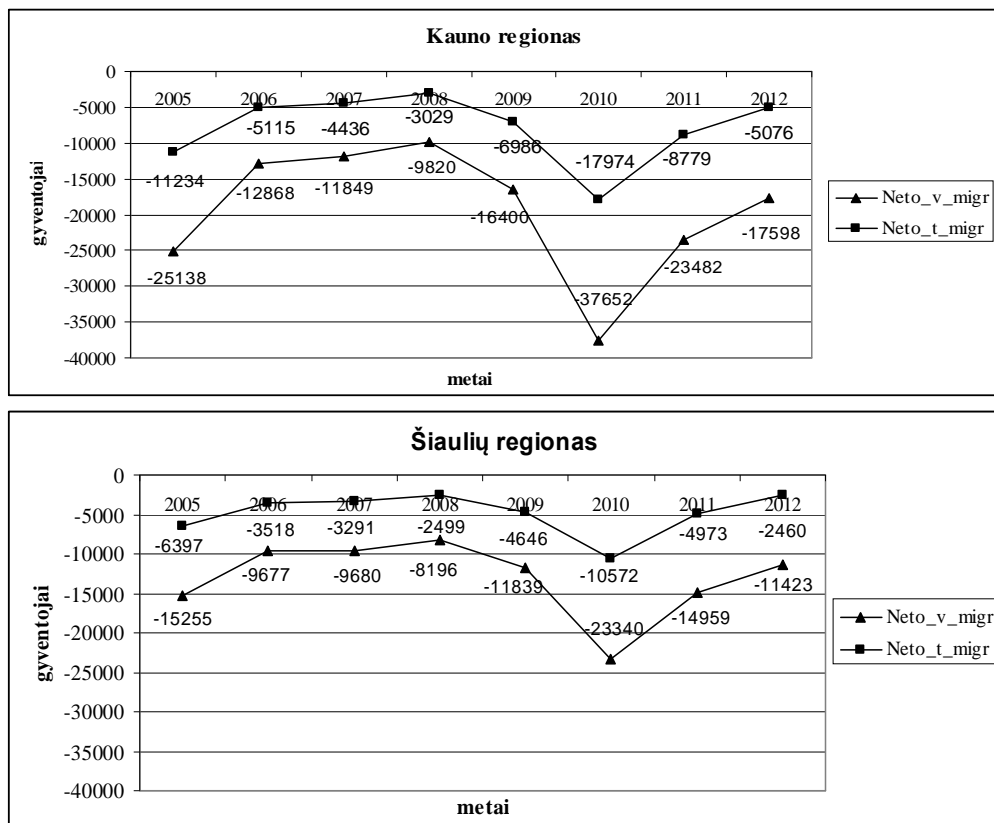 Kauno regionas
0
-5000
-10000
-15000
-20000
-25000
-30000
-35000
-40000
gyventojai
2005 2006 2007 2008 2009 2010 2011 2012
-11234 -5115 -4436 -3029 -6986 -17974 -8779 -5076
-25138 -12868 -11849 -9820 -16400 -37652 -23482 -17598
metai
Neto_v_migr
Neto_t_migr
Šiaulių regionas
0
-5000
-10000
-15000
-20000
-25000
-30000
-35000
-40000
gyventojai
2005 2006 2007 2008 2009 2010 2011 2012
-6397 -3518 -3291 -2499 -4646 -10572 -4973 -2460
-15255 -9677 -9680 -8196 -11839 -23340 -14959 -11423
metai
Neto_v_migr
Neto_t_migr